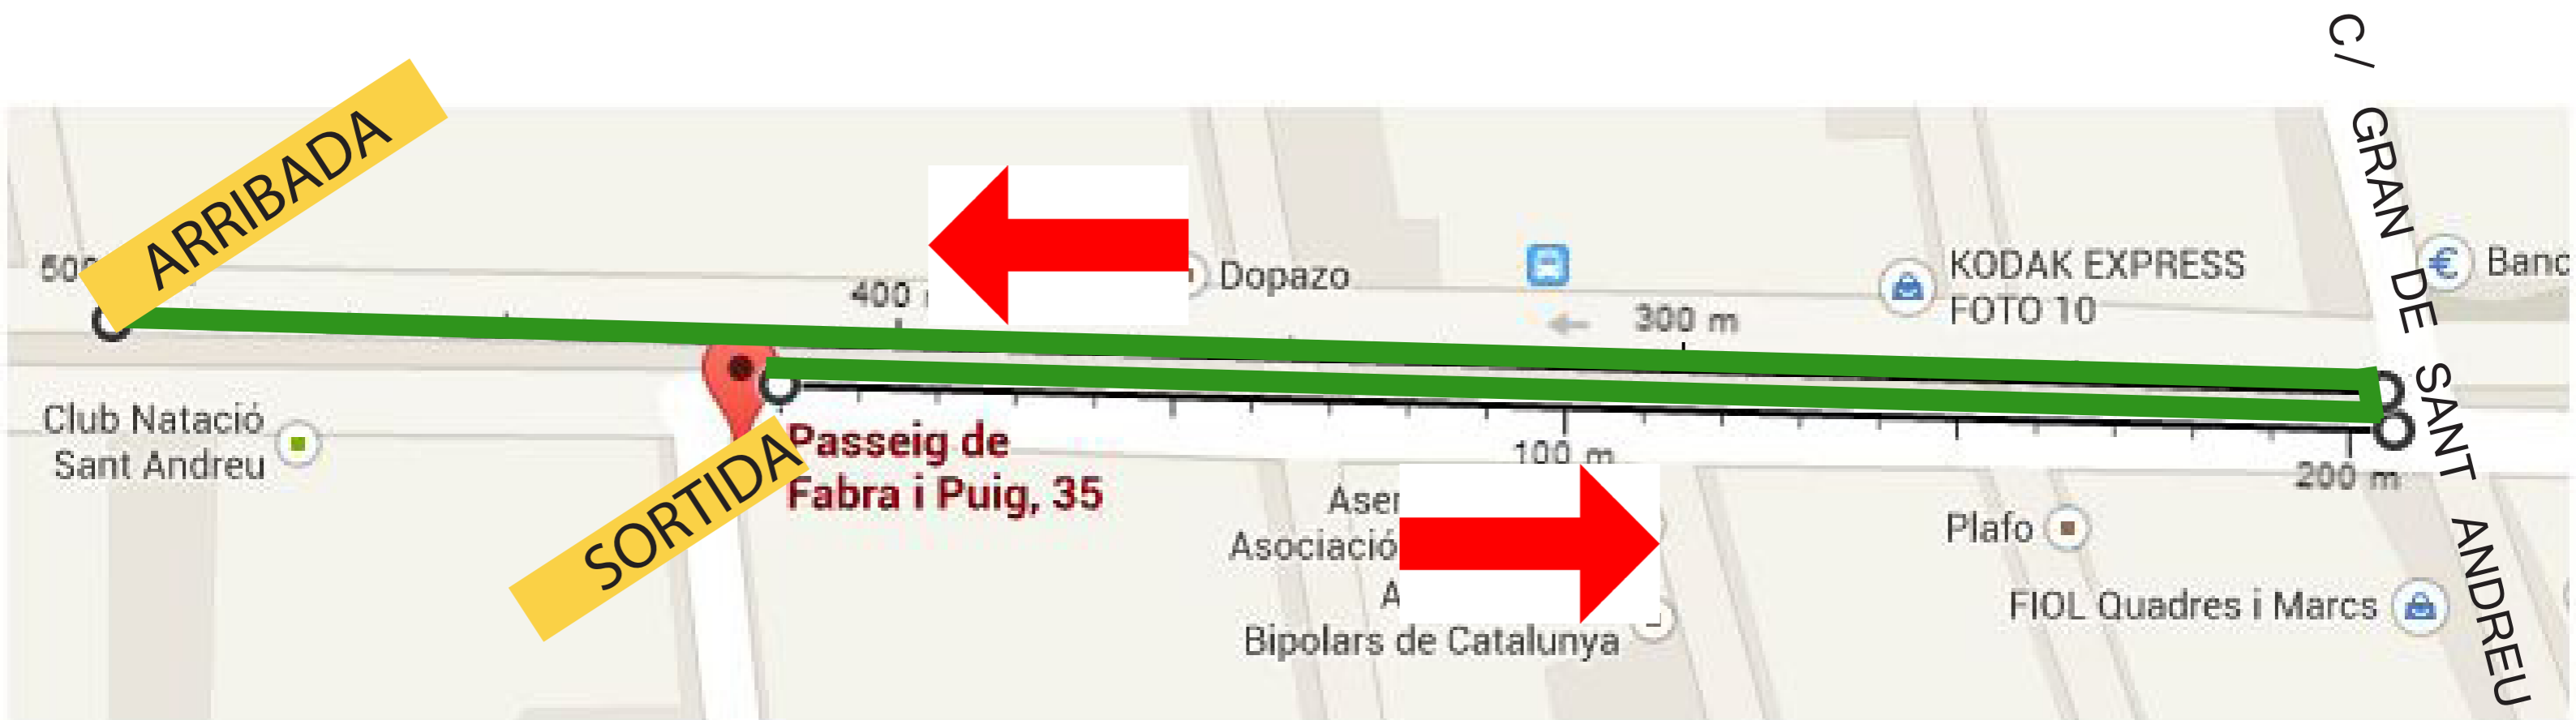 C/ GRAN DE SANT ANDREU
ARRIBADA
Dopazo
KODAK EXPRESS
FOTO 10
Banc
400
300 m
Club Natació
Sant Andreu
SORTIDA
Passeig de
Fabra i Puig, 35
100 m
200 m
Asociació
Bipolars de Catalunya
Plafo
FIOL Quadres i Marcs